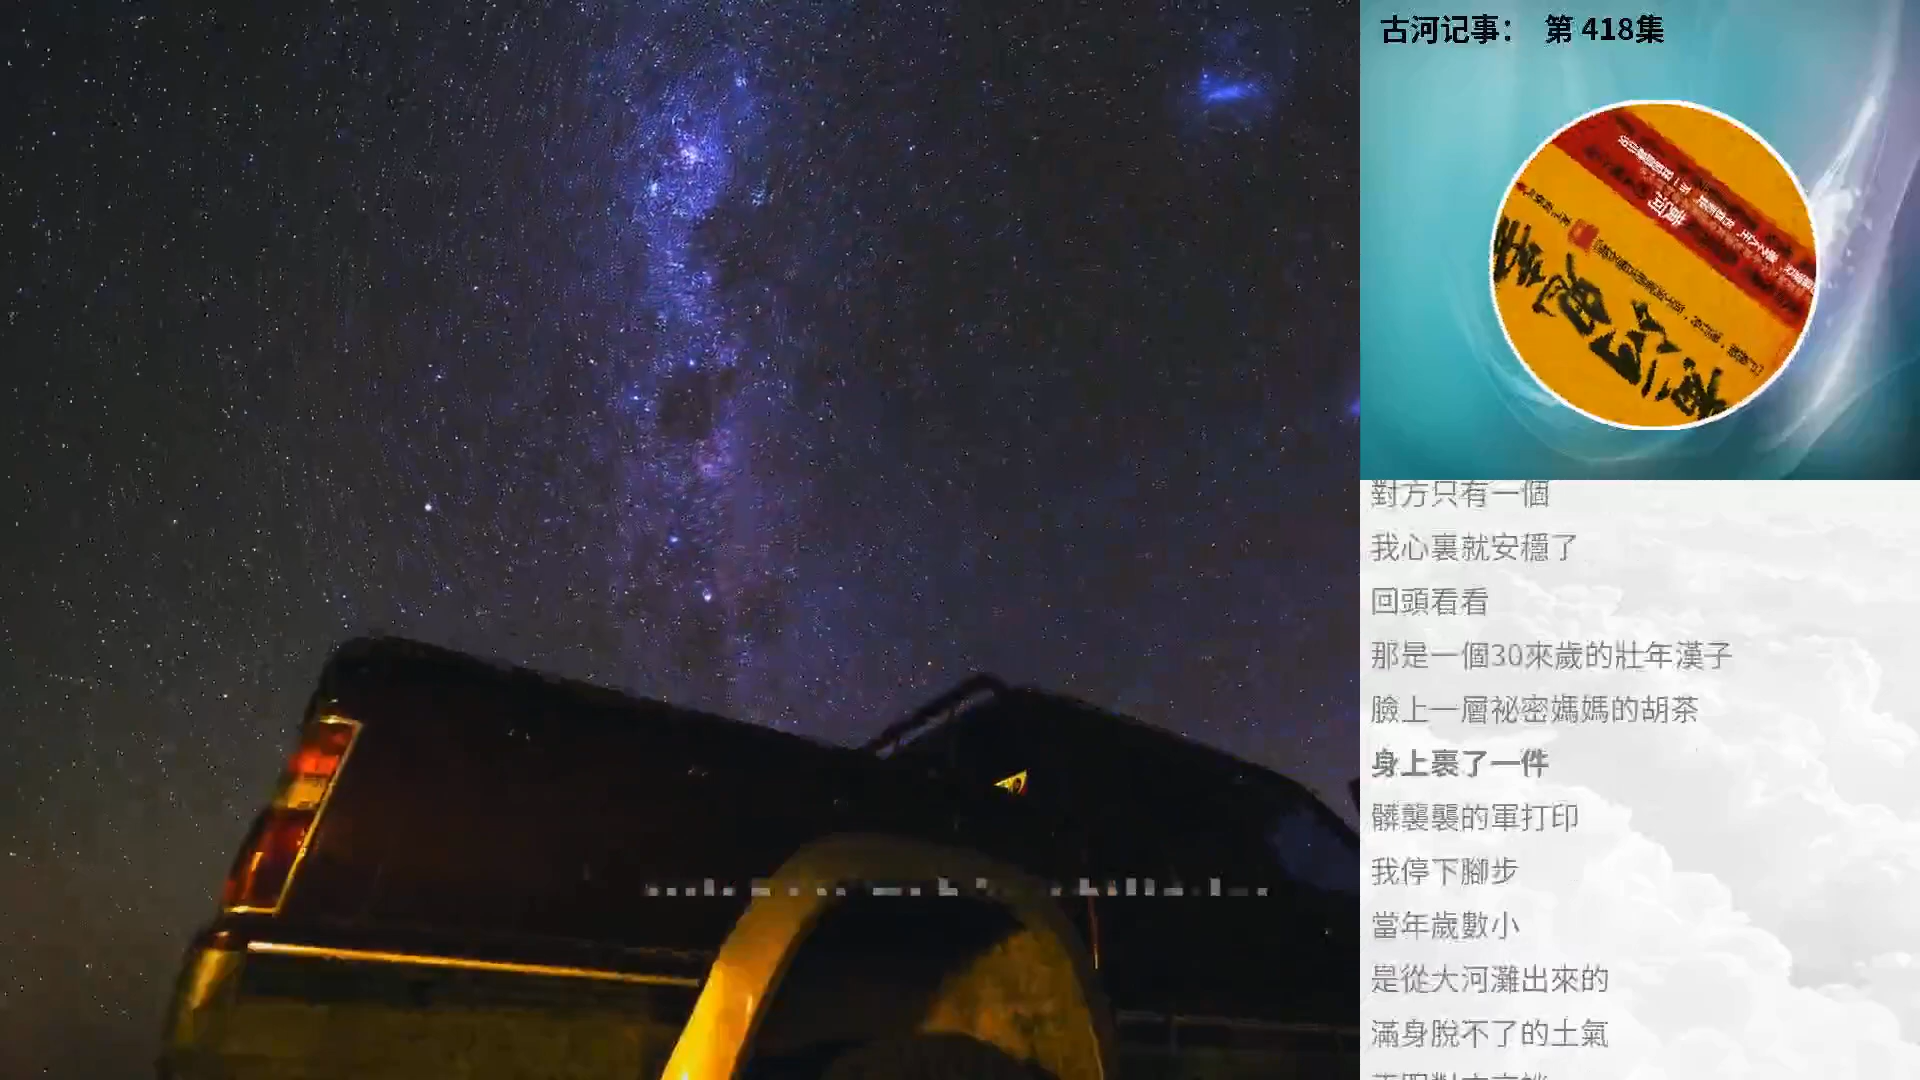 古河记事： 第 418集
對方只有一個
我心裏就安穩了
回頭看看
那是一個30來歲的壯年漢子
臉上一層祕密媽媽的胡茶
身上裹了一件
髒襲襲的軍打印
我停下腳步
當年歲數小
是從大河灘出來的
滿身脫不了的土氣